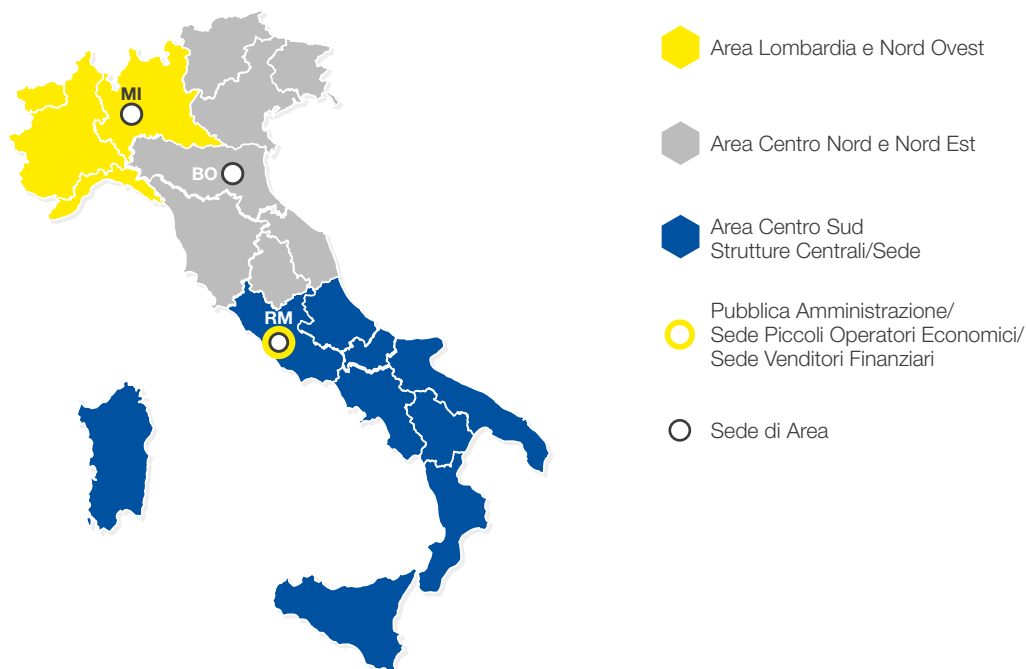 MI
BO
RM
Area Lombardia e Nord Ovest
Area Centro Nord e Nord Est
Area Centro Sud
Strutture Centrali/Sede
Pubblica Amministrazione/
Sede Piccoli Operatori Economici/
Sede Venditori Finanziari
Sede di Area